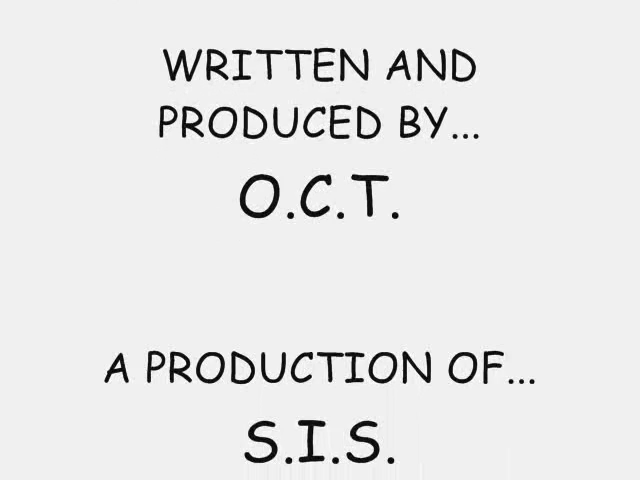 WRITTEN AND
PRODUCED BY...
O.C.T.
A PRODUCTION OF...
S.I.S.